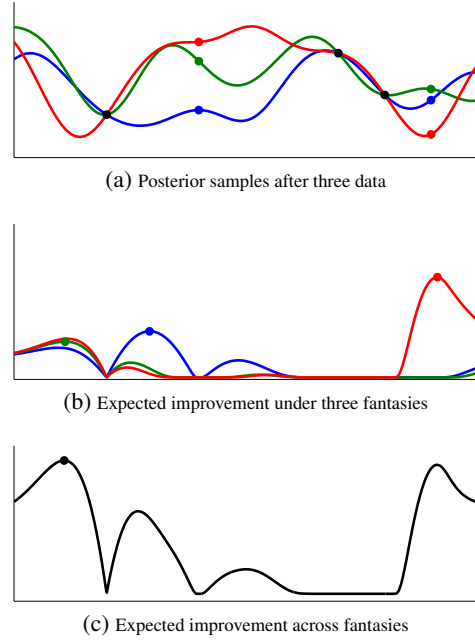 (a) Posterior samples after three data
(b) Expected improvement under three fantasies
(c) Expected improvement across fantasies